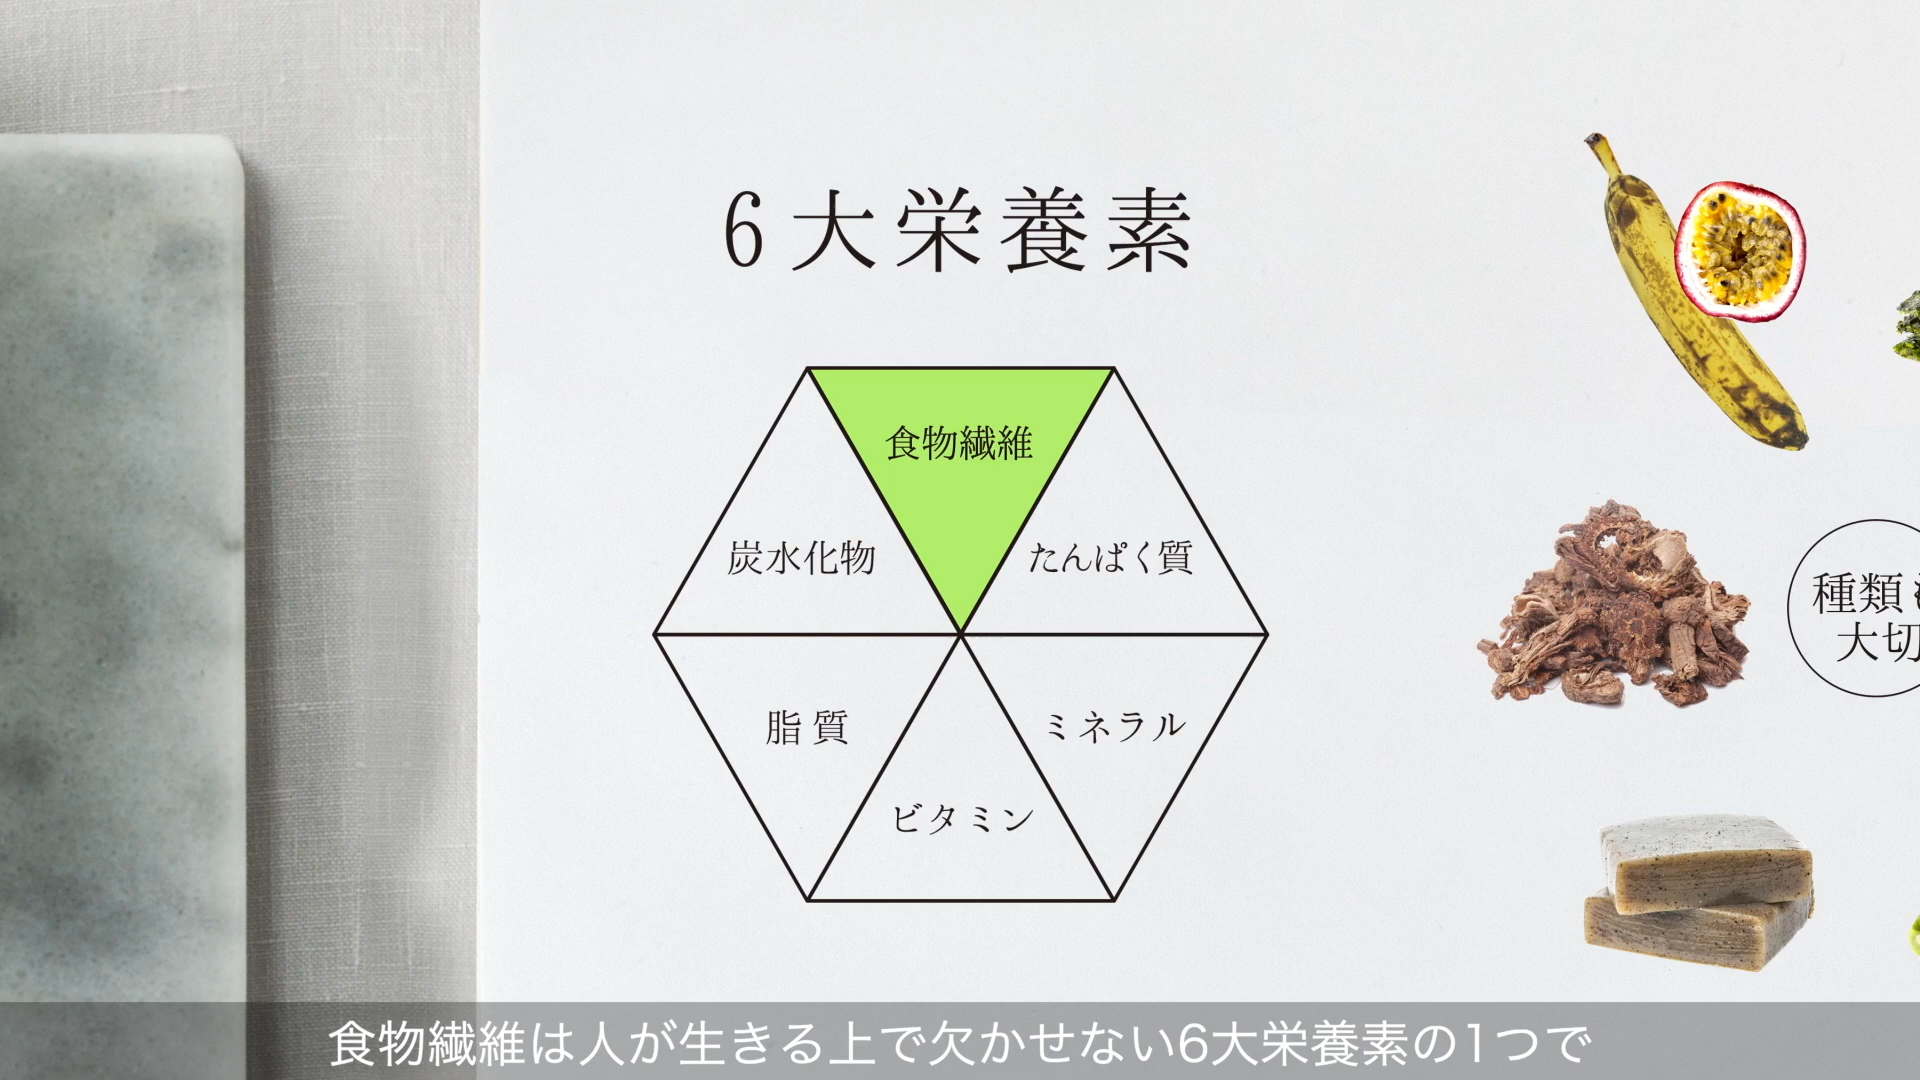 6大栄養素
食物繊維
炭水化物
たんぱく質
脂質
ミネラル
ビタミン
種類
大切
食物繊維は人が生きる上で欠かせない6大栄養素の1つで